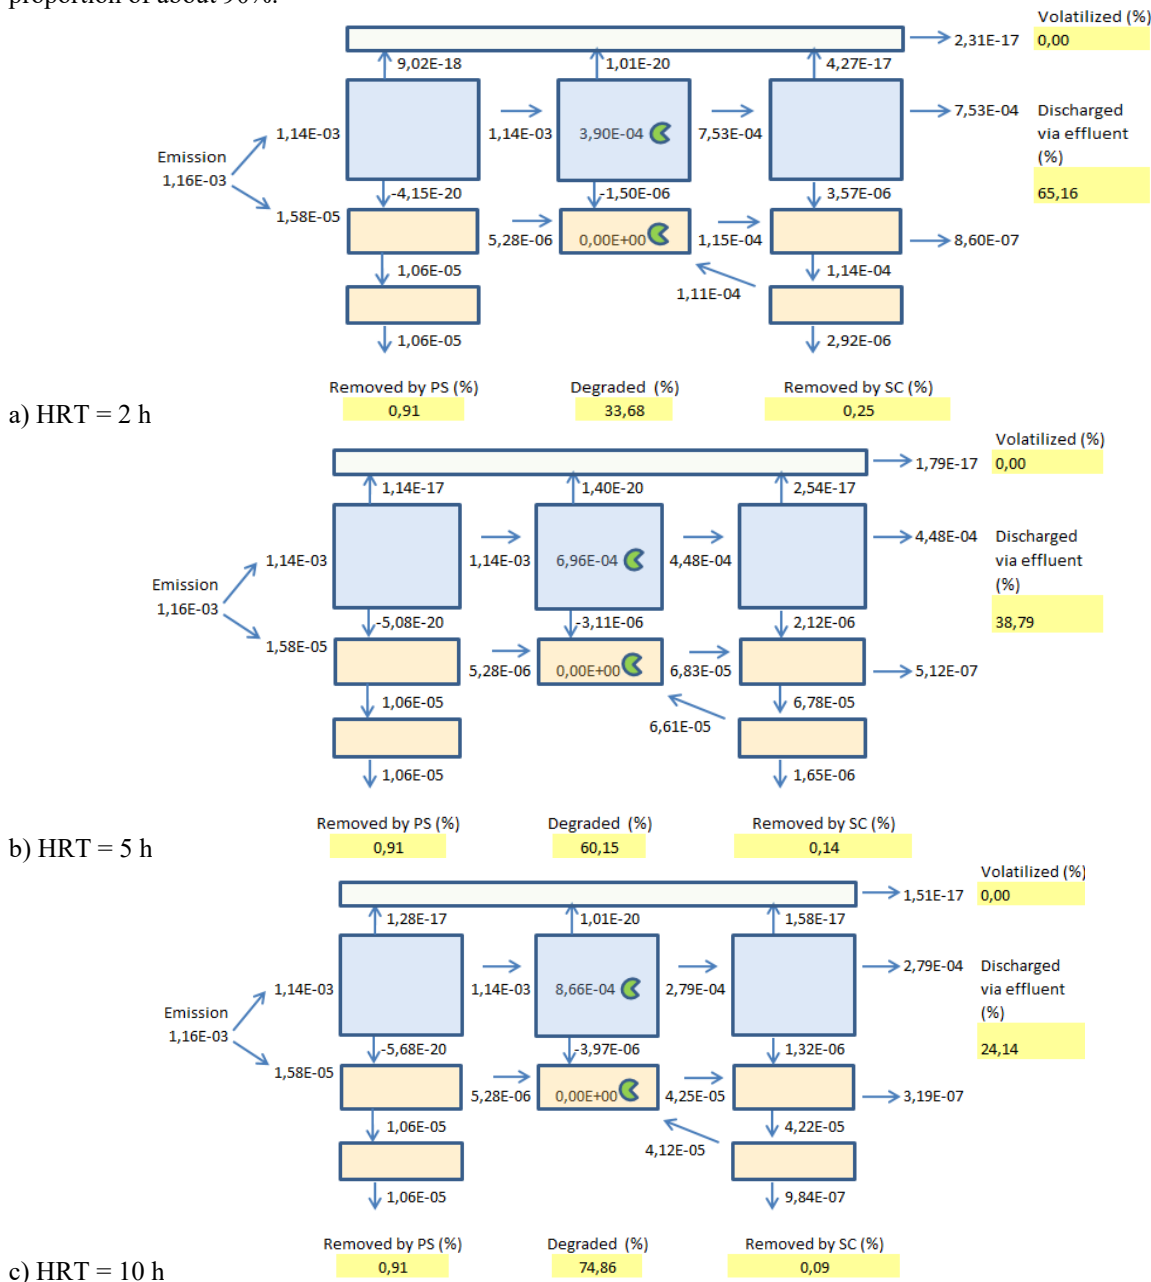 proportion of about 90%.
Volatilized (%)
2,31E-17 0,00
9,02E-18 1,01E-20 4,27E-17
7,53E-04 Discharged
via effluent
(%)
65,16
1,14E-03 1,14E-03 3,90E-04 7,53E-04
Emission
1,16E-03
-4,15E-20 -1,50E-06 3,57E-06
1,58E-05
5,28E-06 0,00E+00 1,15E-04 8,60E-07
1,06E-05 1,14E-04
1,11E-04
1,06E-05 2,92E-06
Removed by PS (%) Degraded (%) Removed by SC (%)
0,91 33,68 0,25
a) HRT = 2 h
Volatilized (%)
1,79E-17 0,00
1,14E-17 1,40E-20 2,54E-17
4,48E-04 Discharged
via effluent
(%)
38,79
1,14E-03 1,14E-03 6,96E-04 4,48E-04
Emission
1,16E-03
-5,08E-20 -3,11E-06 2,12E-06
1,58E-05
5,28E-06 0,00E+00 6,83E-05 5,12E-07
1,06E-05 6,78E-05
6,61E-05
1,06E-05 1,65E-06
Removed by PS (%) Degraded (%) Removed by SC (%)
0,91 60,15 0,14
b) HRT = 5 h
Volatilized (%)
1,51E-17 0,00
1,28E-17 1,01E-20 1,58E-17
2,79E-04 Discharged
via effluent
(%)
24,14
1,14E-03 1,14E-03 8,66E-04 2,79E-04
Emission
1,16E-03
-5,68E-20 -3,97E-06 1,32E-06
1,58E-05
5,28E-06 0,00E+00 4,25E-05 3,19E-07
1,06E-05 4,22E-05
4,12E-05
1,06E-05 9,84E-07
Removed by PS (%) Degraded (%) Removed by SC (%)
0,91 74,86 0,09
c) HRT = 10 h